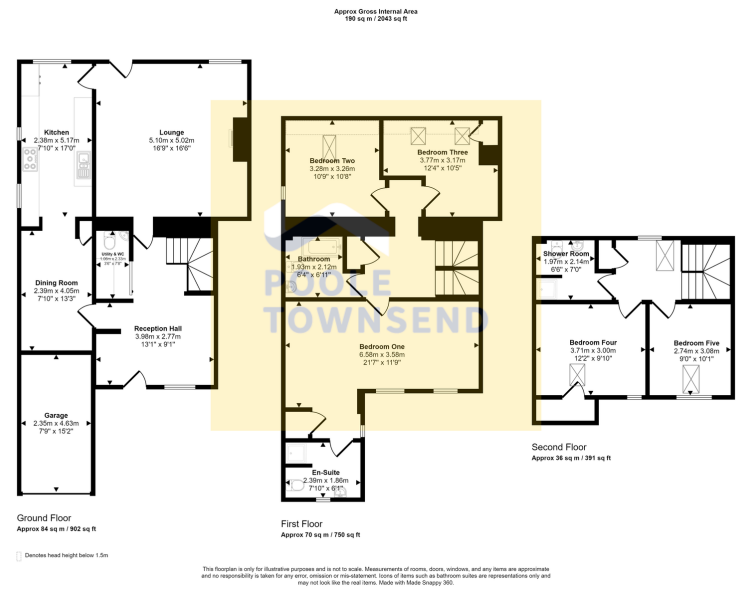 Approx Gross Internal Area
190 sq m / 2043 sq ft
Kitchen
2.38m x 5.17m
7'10" x 17'0"
Lounge
5.10m x 5.02m
16'9" x 16'6"
Utility & WC
Dining Room
2.39m x 4.05m
7'10" x 13'3"
Reception Hall
3.98m x 2.77m
13'1" x 9'1"
Garage
2.35m x 4.63m
7'9" x 15'2"
Ground Floor
Approx 84 sq m / 902 sq ft
Denotes head height below 1.5m
Bedroom Two
3.28m x 3.26m
10'9" x 10'8"
Bedroom Three
3.77m x 3.17m
12'4" x 10'5"
Bathroom
1.93m x 2.12m
6'4" x 6'11"
POOLE
TOWNSEND
Bedroom One
6.58m x 3.58m
21'7" x 11'9"
En-Suite
2.39m x 1.86m
7'10" x 6'1"
First Floor
Approx 70 sq m / 750 sq ft
Shower Room
1.97m x 2.14m
6'6" x 7'0"
Bedroom Four
3.71m x 3.00m
12'2" x 9'10"
Bedroom Five
2.74m x 3.08m
9'0" x 10'1"
Second Floor
Approx 36 sq m / 391 sq ft
This floorplan is only for illustrative purposes and is not to scale. Measurements of rooms, doors, windows, and any items are approximate
and no responsibility is taken for any error, omission or mis-statement. Icons of items such as bathroom suites are representations only and
may not look like the real items. Made with Made Snappy 360.